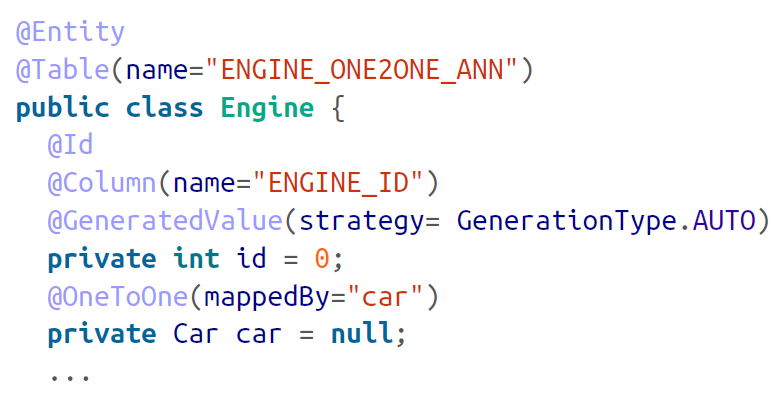 @Entity
@Table(name="ENGINE_ONE2ONE_ANN")
public class Engine {
@Id
@Column(name="ENGINE_ID")
@GeneratedValue(strategy= GenerationType.AUTO)
private int id = 0;
@OneToOne(mappedBy="car")
private Car car = null;
...